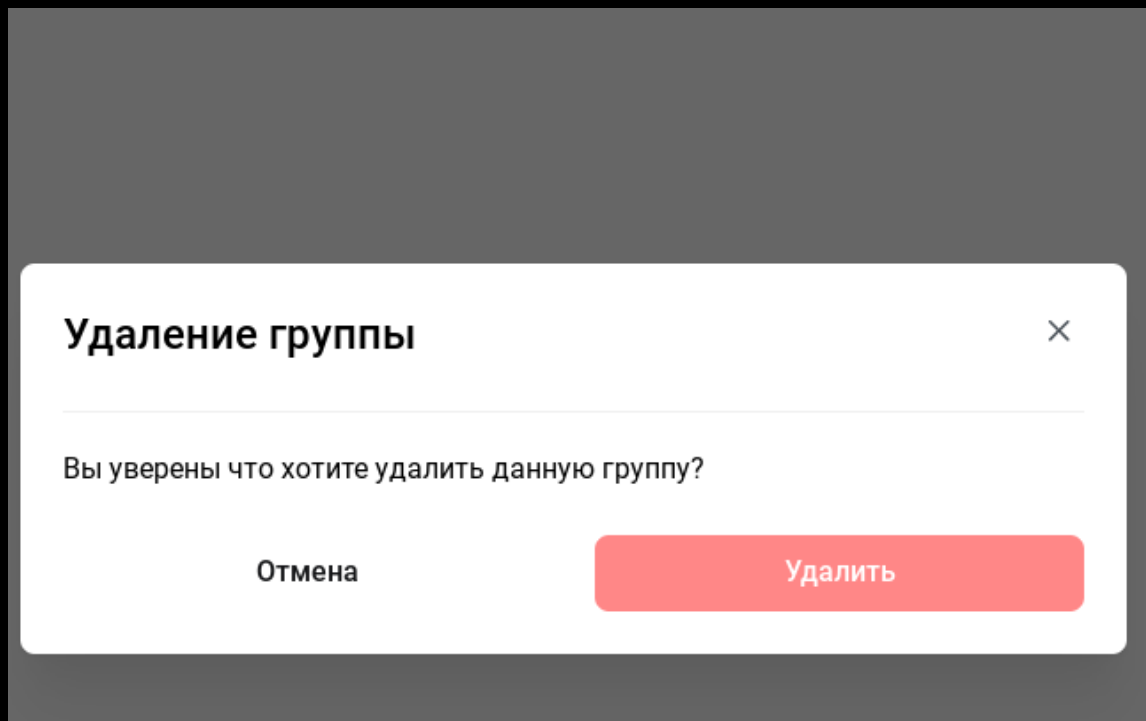 Удаление группы
Вы уверены что хотите удалить данную группу?
Отмена
Удалить